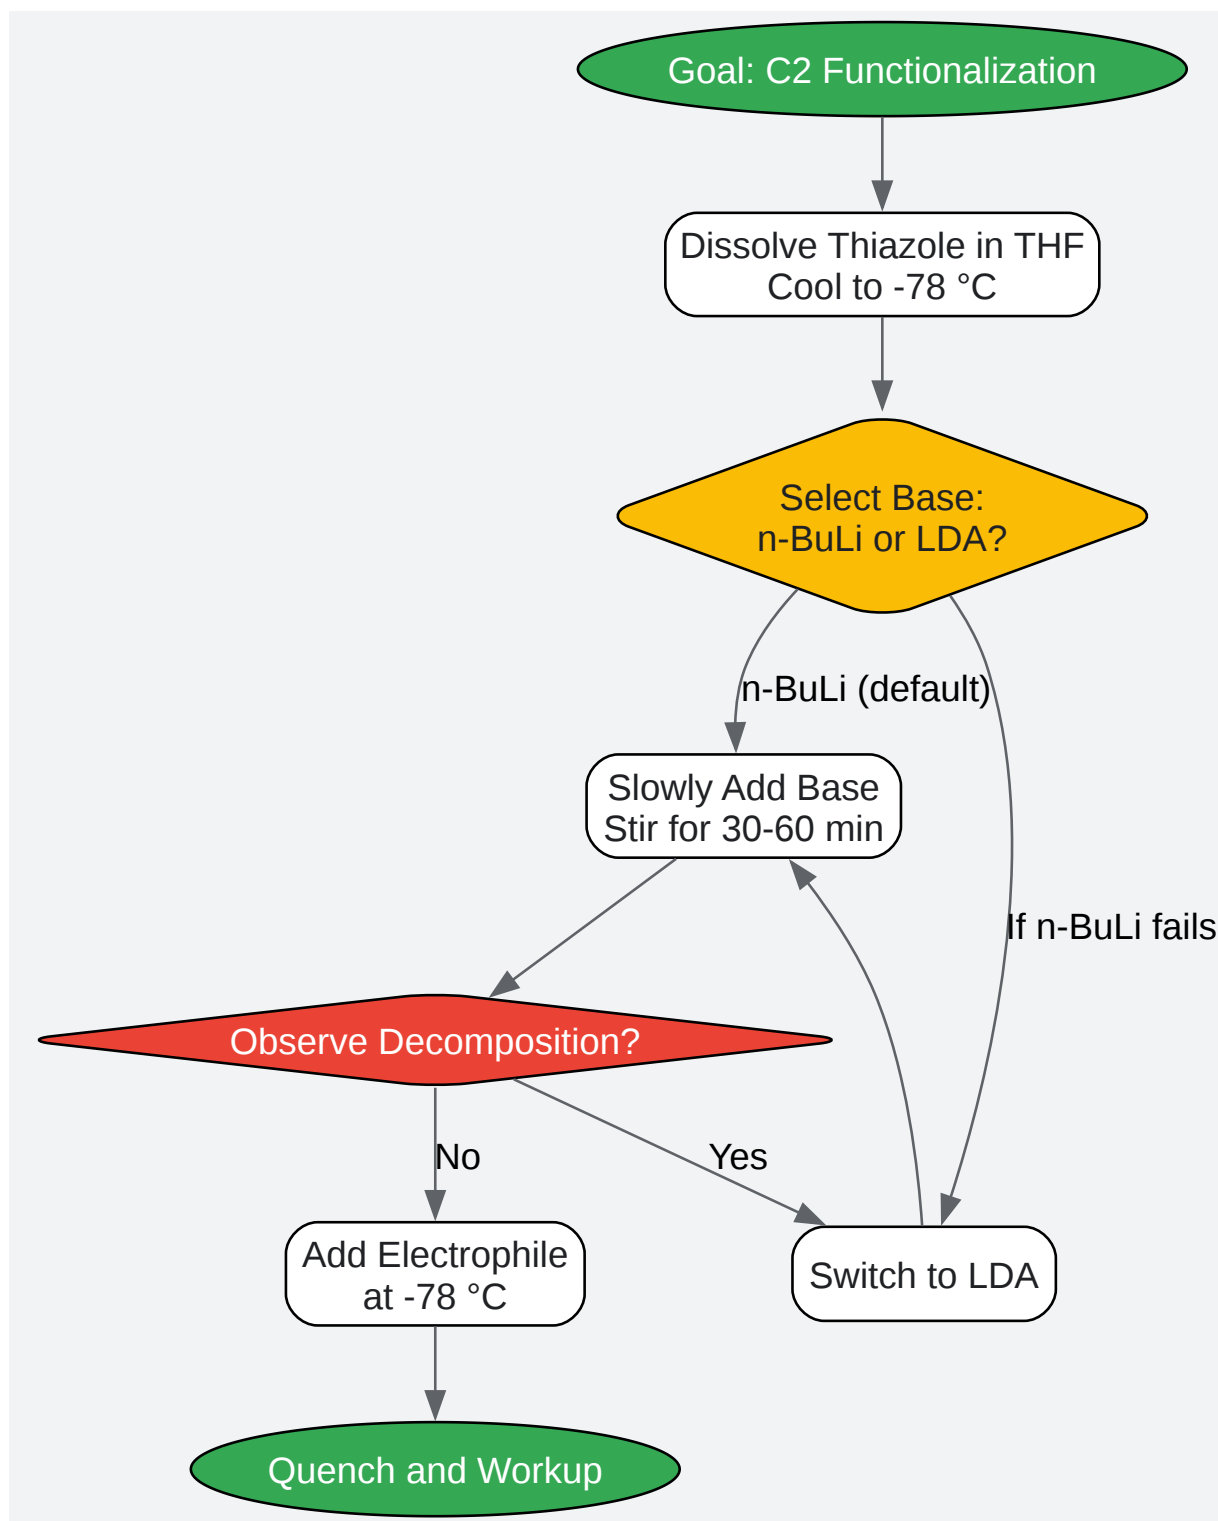 Goal: C2 Functionalization
Dissolve Thiazole in THF
Cool to -78 °C
Select Base:
n-BuLi or LDA?
n-BuLi (default)
Slowly Add Base
Stir for 30-60 min
If n-BuLi fails
Observe Decomposition?
No
Yes
Add Electrophile
at -78 °C
Switch to LDA
Quench and Workup